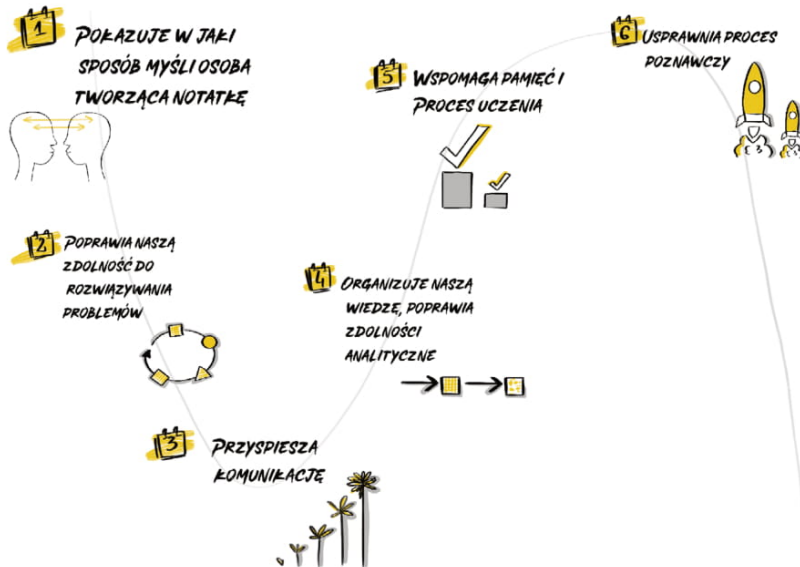 1
POKAZUJE W JAKI
SPOSÓB MYŚLI OSOBA
TWORZĄCA NOTATKĘ
2
POPRAWIA NASZĄ
ZDOLNOŚĆ DO
ROZWIĄZYWANIA
PROBLEMÓW
3
PRZYSPIESZA
KOMUNIKACJĘ
4
ORGANIZUJE NASZĄ
WIEDZĘ, POPRAWIA
ZDOLNOŚCI
ANALITYCZNE
5
WSPOMAGA PAMIĘĆ I
PROCES UCZENIA
6
USPRAWNIA PROCES
POZNAWCZY